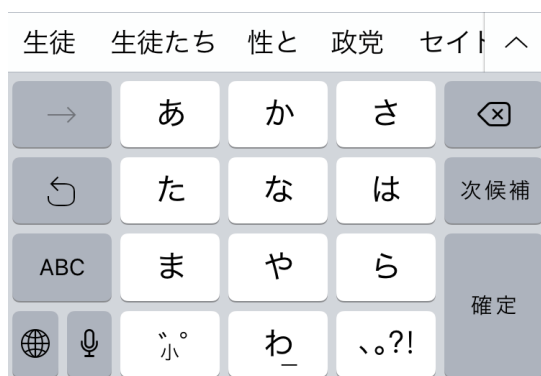 生徒 生徒たち 性と 政党 セイト
→ あ か さ
た な は 次候補
ABC ま や ら
確定
゛゜小 わ_ 、。?!